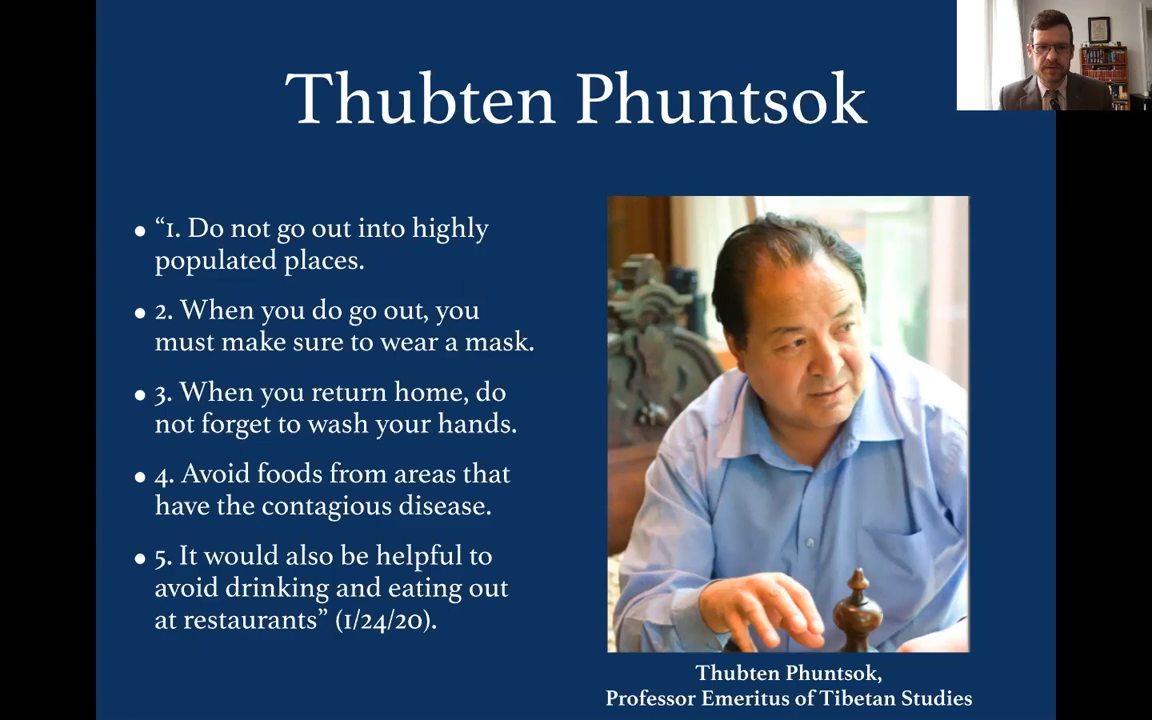 Thubten Phuntsok
• “1. Do not go out into highly
populated places.
• 2. When you do go out, you
must make sure to wear a mask.
• 3. When you return home, do
not forget to wash your hands.
• 4. Avoid foods from areas that
have the contagious disease.
• 5. It would also be helpful to
avoid drinking and eating out
at restaurants” (1/24/20).
Thubten Phuntsok,
Professor Emeritus of Tibetan Studies